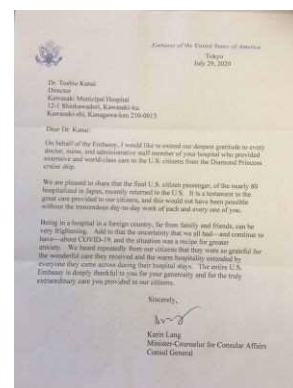 Embassy of the United States of America
Tokyo
July 29, 2020
Dr. Toshio Kanai
Director
Kawasaki Municipal Hospital
12-1 Shinkawadori, Kawasaki-ku
Kawasaki-shi, Kanagawa-ken 210-0013
Dear Dr. Kanai:
On behalf of the Embassy, I would like to extend our deepest gratitude to every
doctor, nurse, and administrative staff member of your hospital who provided
extensive and world-class care to the U.S. citizens from the Diamond Princess
cruise ship.
We are pleased to share that the final U.S. citizen passenger, of the nearly 80
hospitalized in Japan, recently returned to the U.S. It is a testament to the
great care provided to our citizens, and this would not have been possible
without the tremendous day-to-day work of each and every one of you.
Being in a hospital in a foreign country, far from family and friends, can be
very frightening. Add to that the uncertainty that we all had—and continue to
have—about COVID-19, and the situation was a recipe for greater
anxiety. We heard repeatedly from our citizens that they were so grateful for
the wonderful care they received and the warm hospitality extended by
everyone they came across during their hospital stays. The entire U.S.
Embassy is deeply thankful to you for your generosity and for the truly
extraordinary care you provided to our citizens.
Sincerely,
Karin Lang
Minister-Counselor for Consular Affairs
Consul General